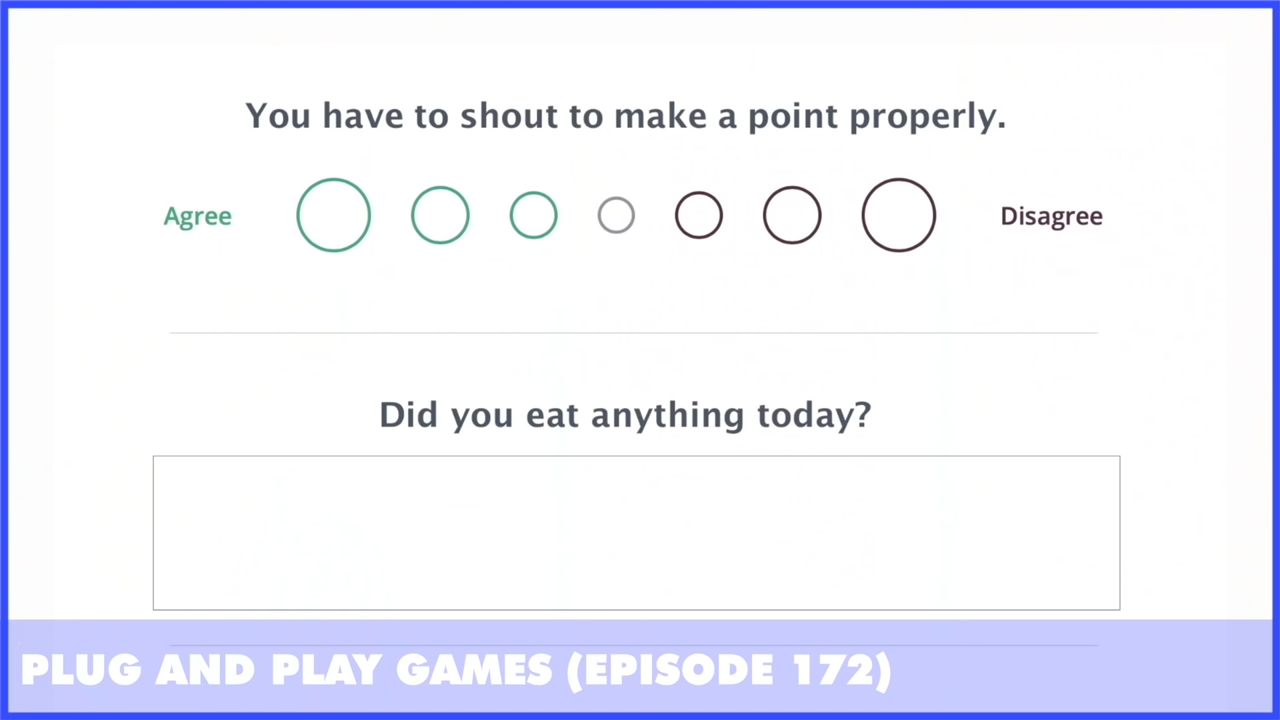 You have to shout to make a point properly.
Agree
Disagree
Did you eat anything today?
PLUG AND PLAY GAMES (EPISODE 172)